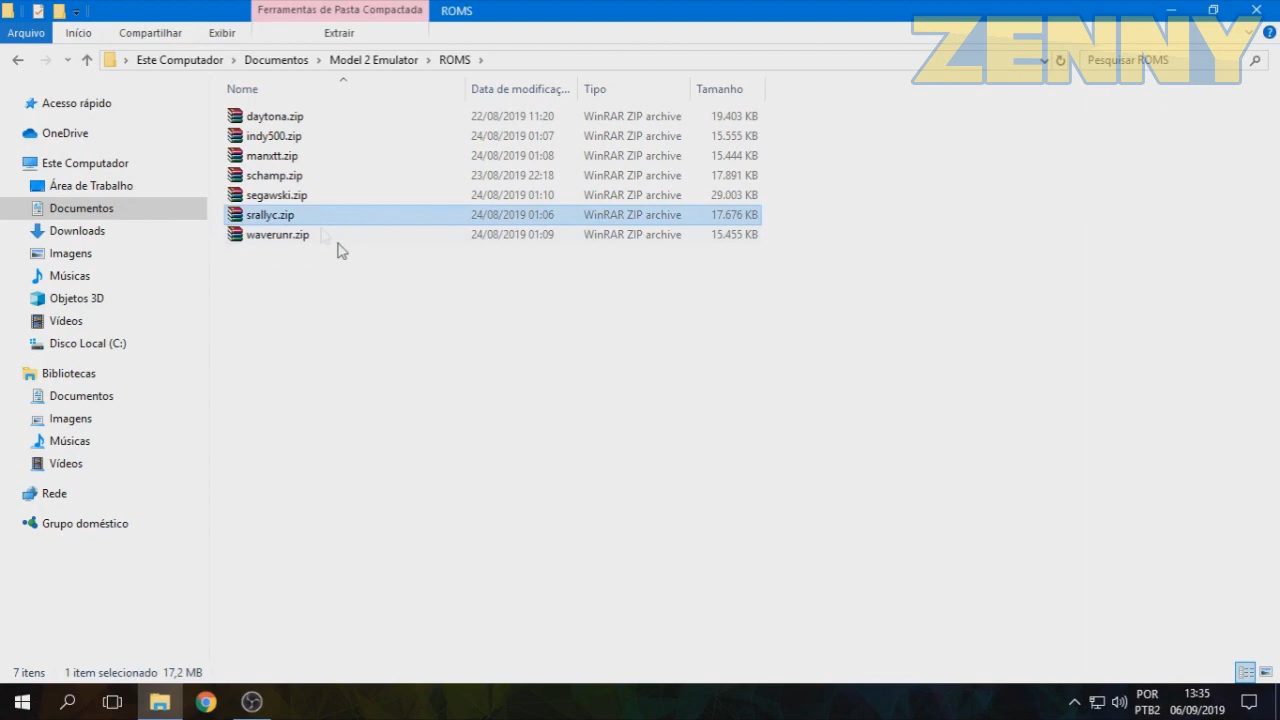 Ferramentas de Pasta Compactada ROMS
ZENNY
Arquivo Início Compartilhar Exibir Extrair
Este Computador Documentos Model 2 Emulator ROMS Pesquisar ROMS
Nome Data de modificaç... Tipo Tamanho
daytona.zip 22/08/2019 11:20 WinRAR ZIP archive 19.403 KB
indy500.zip 24/08/2019 01:07 WinRAR ZIP archive 15.555 KB
manxtt.zip 24/08/2019 01:08 WinRAR ZIP archive 15.444 KB
schamp.zip 23/08/2019 22:18 WinRAR ZIP archive 17.891 KB
segawski.zip 24/08/2019 01:10 WinRAR ZIP archive 29.003 KB
srallyc.zip 24/08/2019 01:06 WinRAR ZIP archive 17.676 KB
waverunr.zip 24/08/2019 01:09 WinRAR ZIP archive 15.455 KB
Acesso rápido
OneDrive
Este Computador
Área de Trabalho
Documentos
Downloads
Imagens
Músicas
Objetos 3D
Vídeos
Disco Local (C:)
Bibliotecas
Documentos
Imagens
Músicas
Vídeos
Rede
Grupo doméstico
7 itens 1 item selecionado 17,2 MB
POR 13:35
PTB2 06/09/2019